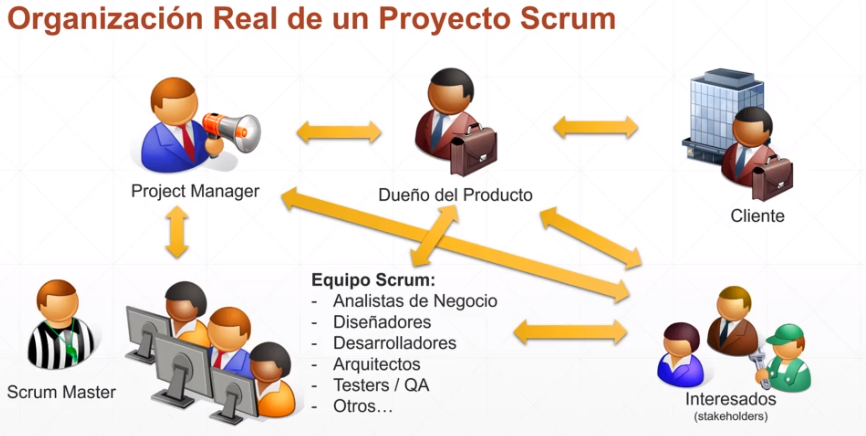 Organización Real de un Proyecto Scrum
Project Manager
Dueño del Producto
Cliente
Scrum Master
Equipo Scrum:
- Analistas de Negocio
- Diseñadores
- Desarrolladores
- Arquitectos
- Testers / QA
- Otros…
Interesados
(stakeholders)